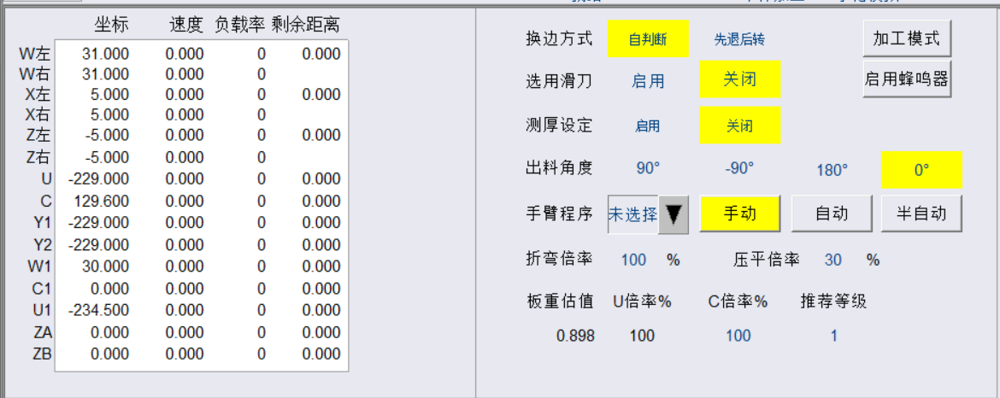 坐标 速度 负载率 剩余距离
W左 31.000 0.000 0 0.000
W右 31.000 0.000 0
X左 5.000 0.000 0 0.000
X右 5.000 0.000 0
Z左 -5.000 0.000 0 0.000
Z右 -5.000 0.000 0
U -229.000 0.000 0 0.000
C 129.600 0.000 0 0.000
Y1 -229.000 0.000 0 0.000
Y2 -229.000 0.000 0 0.000
W1 30.000 0.000 0 0.000
C1 0.000 0.000 0 0.000
U1 -234.500 0.000 0 0.000
ZA 0.000 0.000 0 0.000
ZB 0.000 0.000 0 0.000
换边方式 自判断 先退后转 加工模式
选用滑刀 启用 关闭 启用蜂鸣器
测厚设定 启用 关闭
出料角度 90° -90° 180° 0°
手臂程序 未选择 手动 自动 半自动
折弯倍率 100 % 压平倍率 30 %
板重估值 U倍率% C倍率% 推荐等级
0.898 100 100 1